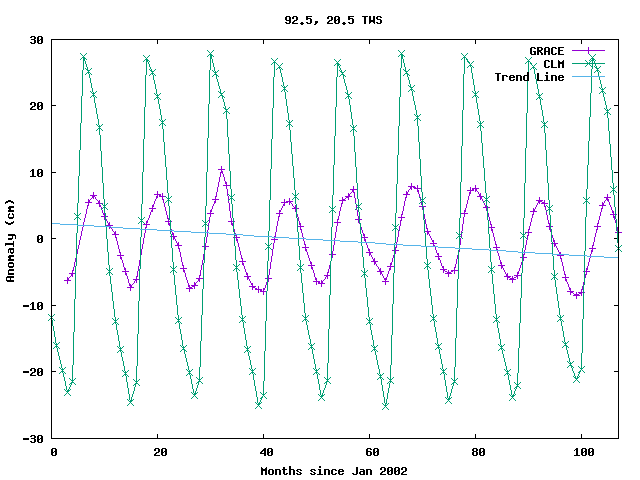 92.5, 20.5 TWS
GRACE
CLM
Trend Line
30
20
10
0
-10
-20
-30
Anomaly (cm)
0 20 40 60 80 100
Months since Jan 2002